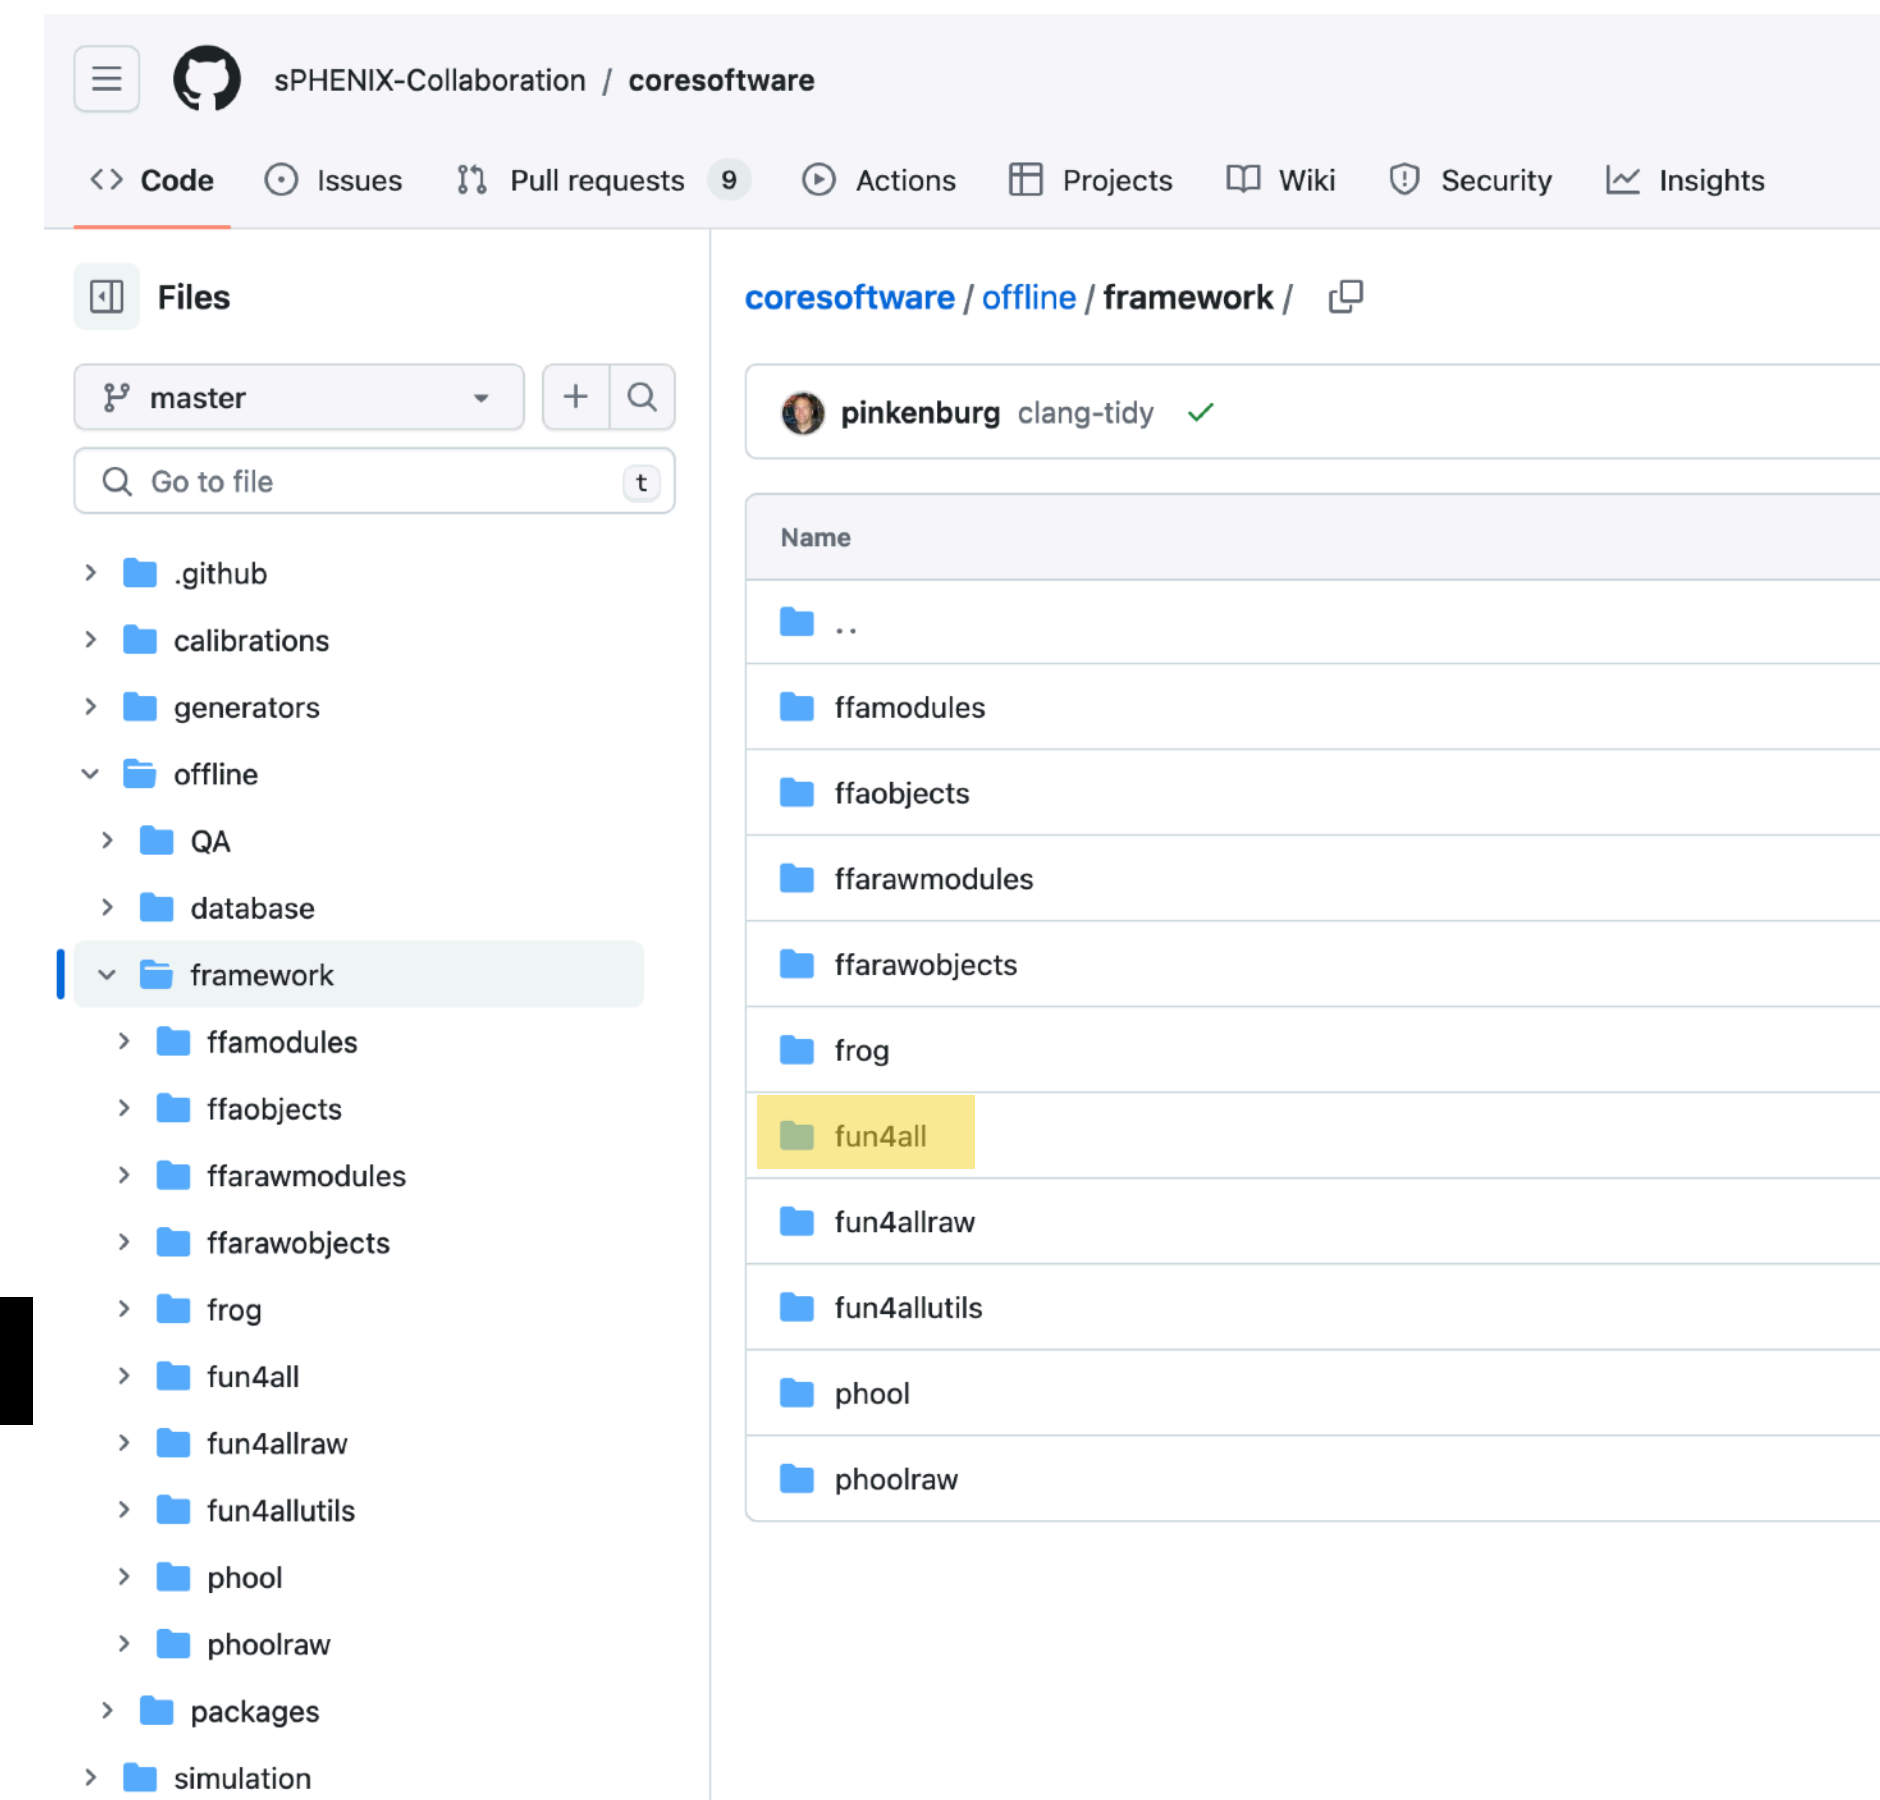 sPHENIX-Collaboration / coresoftware
Code Issues Pull requests 9 Actions Projects Wiki Security Insights
Files
master
Go to file t
.github
calibrations
generators
offline
QA
database
framework
ffamodules
ffaobjects
ffarawmodules
ffarawobjects
frog
fun4all
fun4allraw
fun4allutils
phool
phoolraw
packages
simulation
coresoftware / offline / framework /
pinkenburg clang-tidy
Name
..
ffamodules
ffaobjects
ffarawmodules
ffarawobjects
frog
fun4all
fun4allraw
fun4allutils
phool
phoolraw